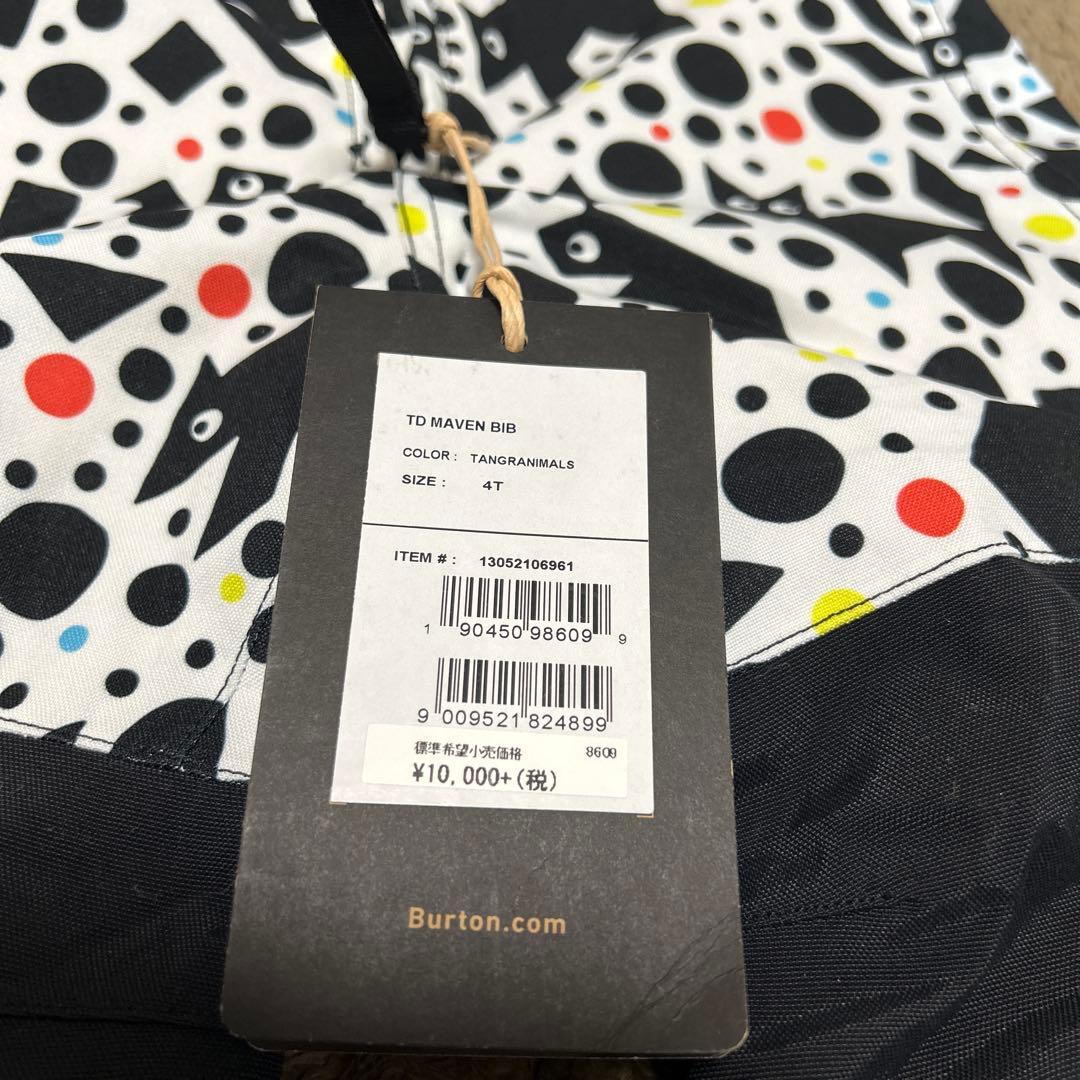 TD MAVEN BIB
COLOR : TANGRANIMALS
SIZE : 4T
ITEM # : 13052106961
1 90450 98609 9
9 009521 824899
標準希望小売価格 8609
¥10,000+(税)
Burton.com